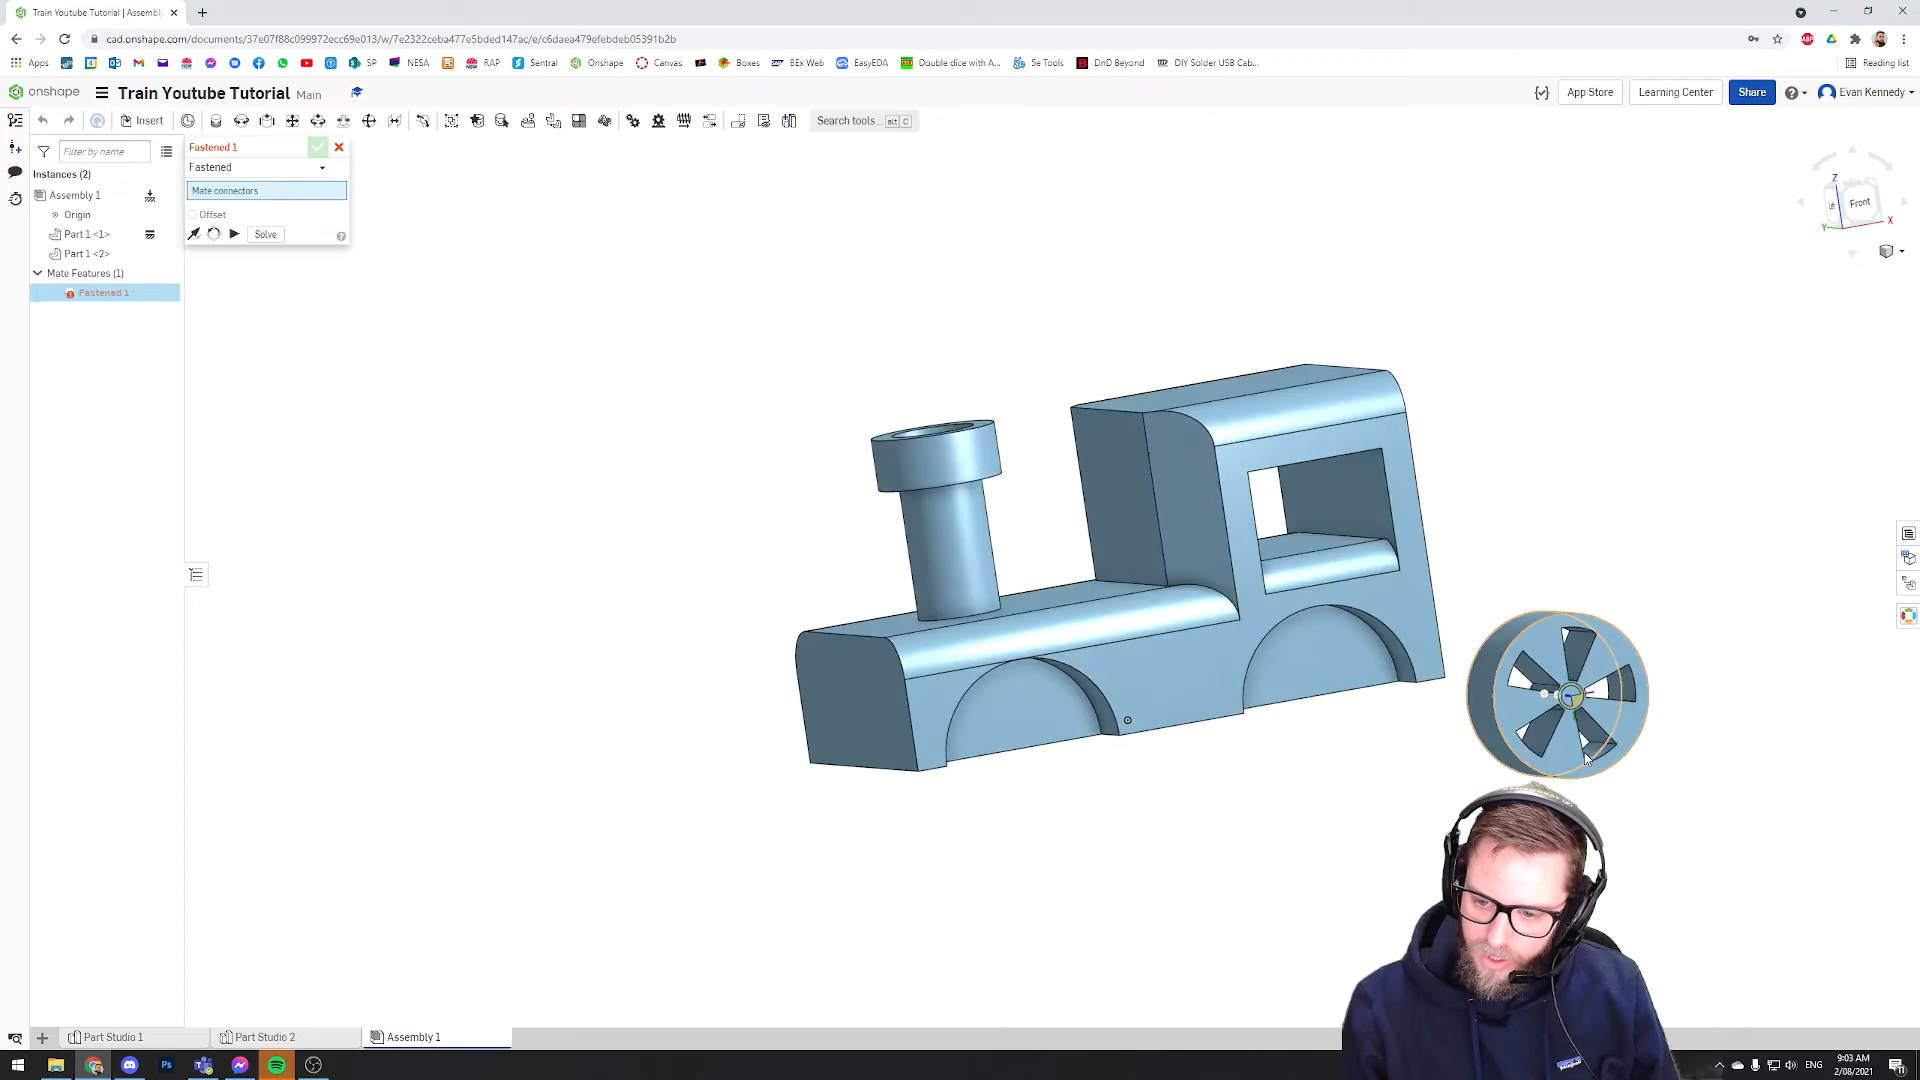 Train Youtube Tutorial | Assembl
cad.onshape.com/documents/37e07f88c099972ecc69e013/w/7e2322ceba477e5bded147ac/e/c6daea479efebdeb05391b2b
Apps SP NESA RAP Sentral Onshape Canvas Boxes BEx Web EasyEDA Double dice with A... 5e Tools DnD Beyond DIY Solder USB Cab... Reading list
onshape Train Youtube Tutorial Main App Store Learning Center Share Evan Kennedy
Insert Search tools... alt C
Filter by name
Instances (2)
Assembly 1
Origin
Part 1 <1>
Part 1 <2>
Mate Features (1)
Fastened 1
Fastened 1
Fastened
Mate connectors
Offset
Solve
Z
Front
X
Y
Part Studio 1 Part Studio 2 Assembly 1
ENG
9:03 AM
2/08/2021